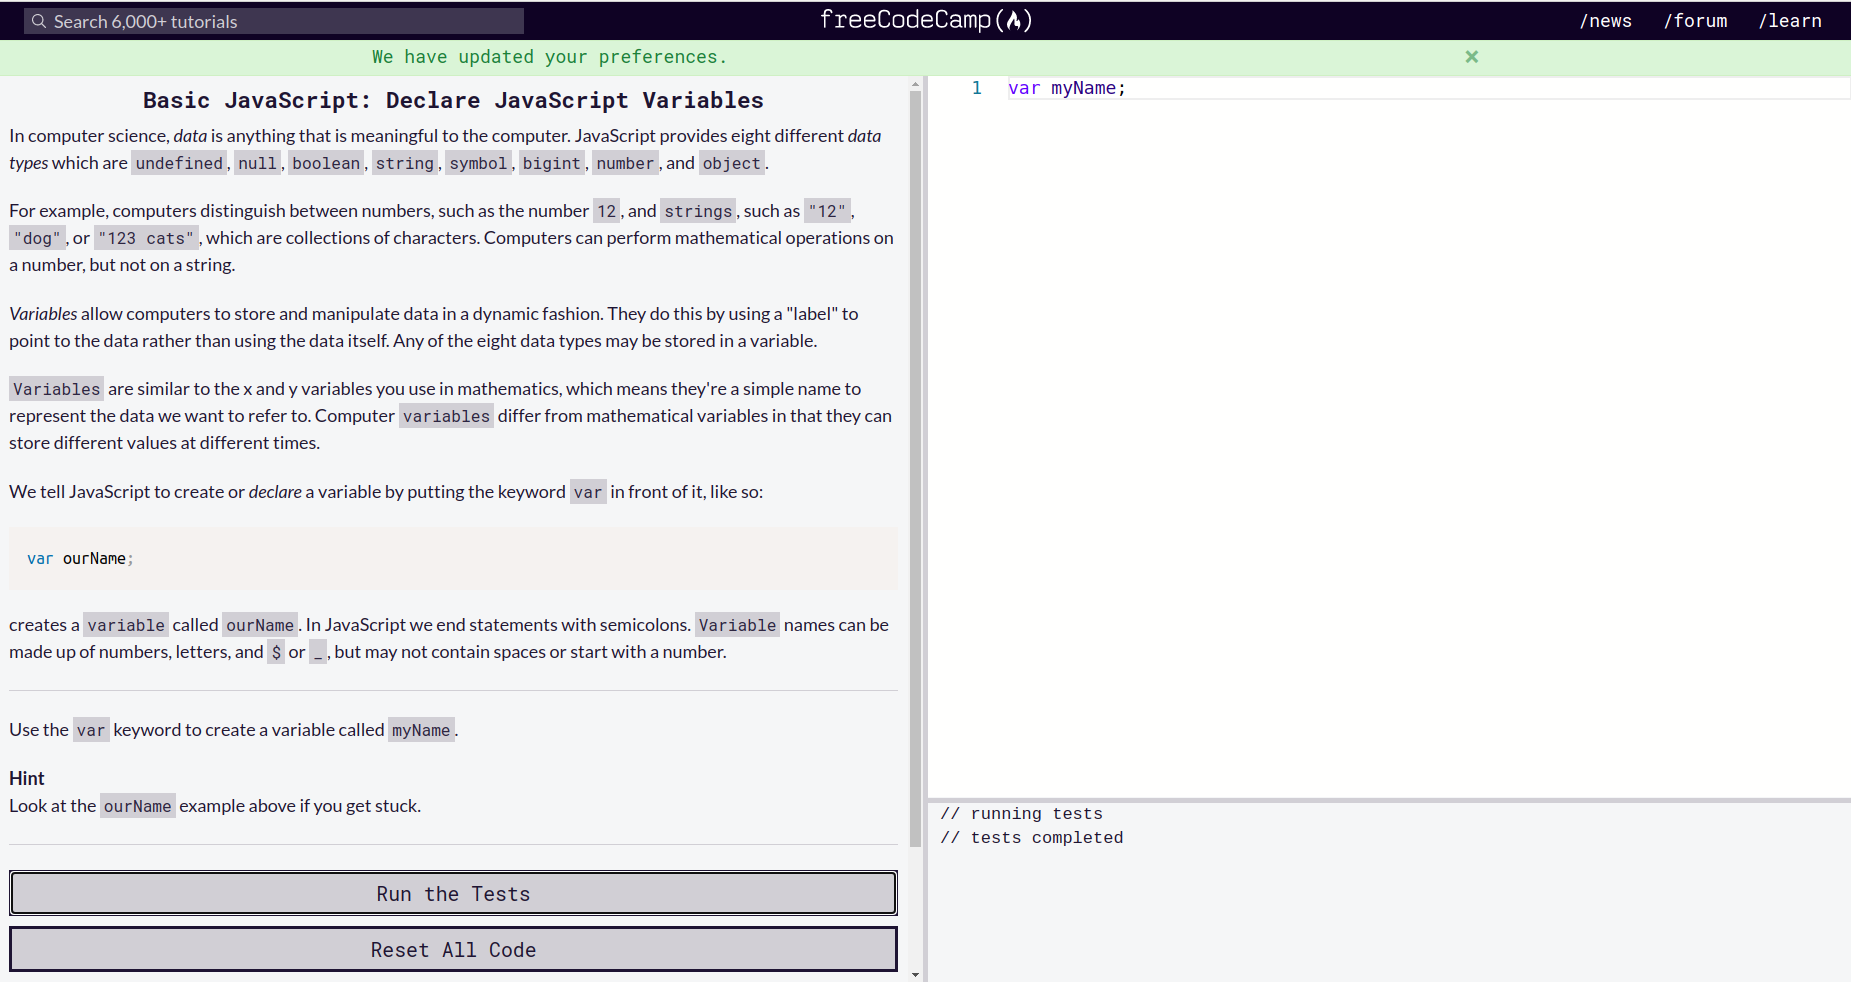 Search 6,000+ tutorials
freeCodeCamp(🔥)
/news /forum /learn
We have updated your preferences.
×
Basic JavaScript: Declare JavaScript Variables
In computer science, data is anything that is meaningful to the computer. JavaScript provides eight different data
types which are undefined, null, boolean, string, symbol, bigint, number, and object.
For example, computers distinguish between numbers, such as the number 12, and strings, such as "12",
"dog", or "123 cats", which are collections of characters. Computers can perform mathematical operations on
a number, but not on a string.
Variables allow computers to store and manipulate data in a dynamic fashion. They do this by using a "label" to
point to the data rather than using the data itself. Any of the eight data types may be stored in a variable.
Variables are similar to the x and y variables you use in mathematics, which means they're a simple name to
represent the data we want to refer to. Computer variables differ from mathematical variables in that they can
store different values at different times.
We tell JavaScript to create or declare a variable by putting the keyword var in front of it, like so:
var ourName;
creates a variable called ourName. In JavaScript we end statements with semicolons. Variable names can be
made up of numbers, letters, and $ or _, but may not contain spaces or start with a number.
Use the var keyword to create a variable called myName.
Hint
Look at the ourName example above if you get stuck.
Run the Tests
Reset All Code
1 var myName;
// running tests
// tests completed